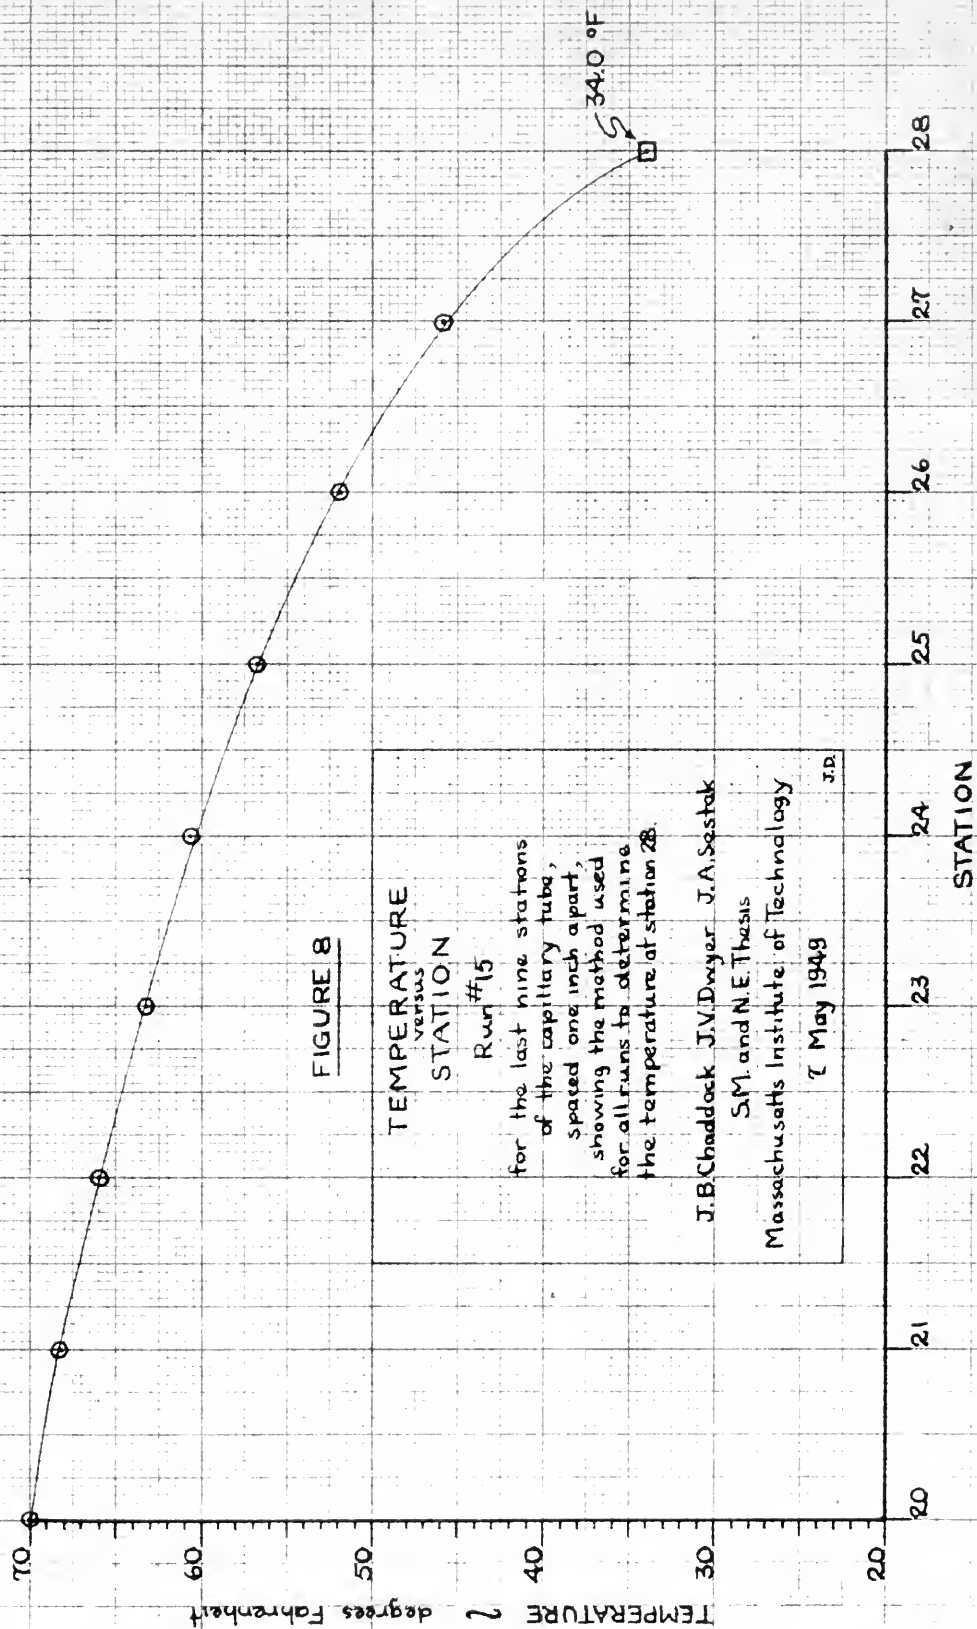 34.0 °F
FIGURE 8
TEMPERATURE
versus
STATION
Run #15
for the last nine stations
of the capillary tube,
spaced one inch apart,
showing the method used
for all runs to determine
the temperature at station 28.
J.B.Chaddock J.V.Dwyer J.A.Sestak
S.M. and N.E. Thesis
Massachusetts Institute of Technology
7 May 1949
J.D.
70
60
50
40
30
20
TEMPERATURE ~ degrees Fahrenheit
20 21 22 23 24 25 26 27 28
STATION